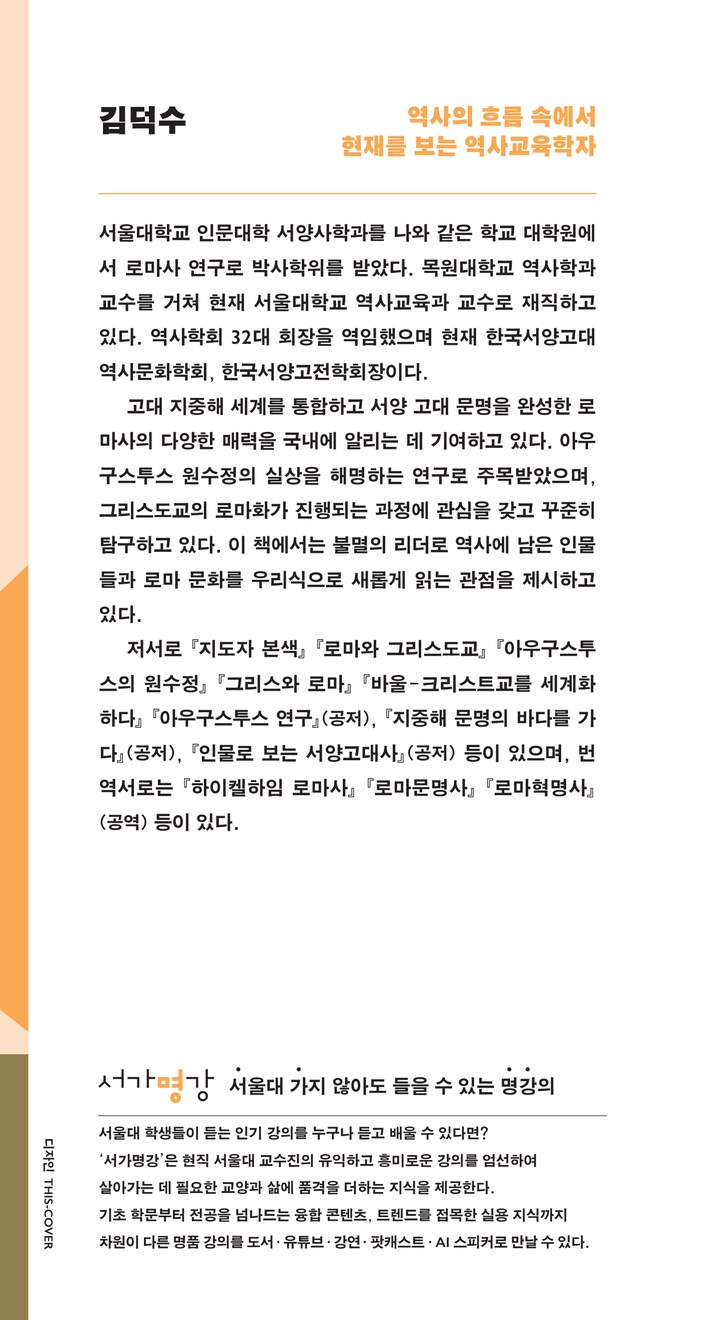 김덕수
역사의 흐름 속에서
현재를 보는 역사교육학자
서울대학교 인문대학 서양사학과를 나와 같은 학교 대학원에
서 로마사 연구로 박사학위를 받았다. 목원대학교 역사학과
교수를 거쳐 현재 서울대학교 역사교육과 교수로 재직하고
있다. 역사학회 32대 회장을 역임했으며 현재 한국서양고대
역사문화학회, 한국서양고전학회장이다.
고대 지중해 세계를 통합하고 서양 고대 문명을 완성한 로
마사의 다양한 매력을 국내에 알리는 데 기여하고 있다. 아우
구스투스 원수정의 실상을 해명하는 연구로 주목받았으며,
그리스도교의 로마화가 진행되는 과정에 관심을 갖고 꾸준히
탐구하고 있다. 이 책에서는 불멸의 리더로 역사에 남은 인물
들과 로마 문화를 우리식으로 새롭게 읽는 관점을 제시하고
있다.
저서로 『지도자 본색』 『로마와 그리스도교』 『아우구스투
스의 원수정』 『그리스와 로마』 『바울-크리스트교를 세계화
하다』 『아우구스투스 연구』(공저), 『지중해 문명의 바다를 가
다』(공저), 『인물로 보는 서양고대사』(공저) 등이 있으며, 번
역서로는 『하이켈하임 로마사』 『로마문명사』 『로마혁명사』
(공역) 등이 있다.
서가명강 서울대 가지 않아도 들을 수 있는 명강의
서울대 학생들이 듣는 인기 강의를 누구나 듣고 배울 수 있다면?
‘서가명강’은 현직 서울대 교수진의 유익하고 흥미로운 강의를 엄선하여
살아가는 데 필요한 교양과 삶에 품격을 더하는 지식을 제공한다.
기초 학문부터 전공을 넘나드는 융합 콘텐츠, 트렌드를 접목한 실용 지식까지
차원이 다른 명품 강의를 도서·유튜브·강연·팟캐스트·AI 스피커로 만날 수 있다.
디자인 THIS-COVER